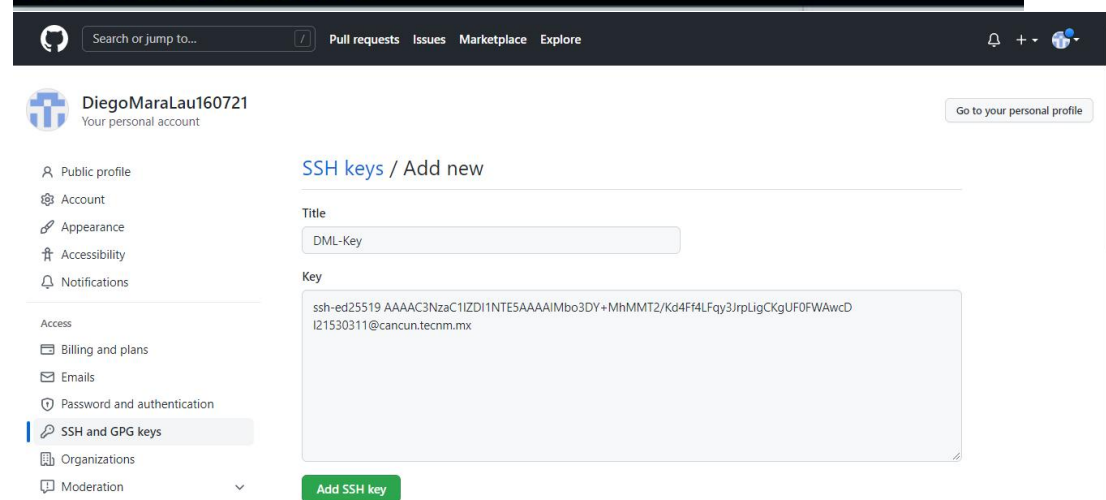 Search or jump to... / Pull requests Issues Marketplace Explore
DiegoMaraLau160721
Your personal account
Go to your personal profile
Public profile
Account
Appearance
Accessibility
Notifications
Access
Billing and plans
Emails
Password and authentication
SSH and GPG keys
Organizations
Moderation
SSH keys / Add new
Title
DML-Key
Key
ssh-ed25519 AAAAC3NzaC1lZDI1NTE5AAAAIMbo3DY+MhMMT2/Kd4Ff4LFqy3JrpLigCKgUF0FWAwcD
l21530311@cancun.tecnm.mx
Add SSH key